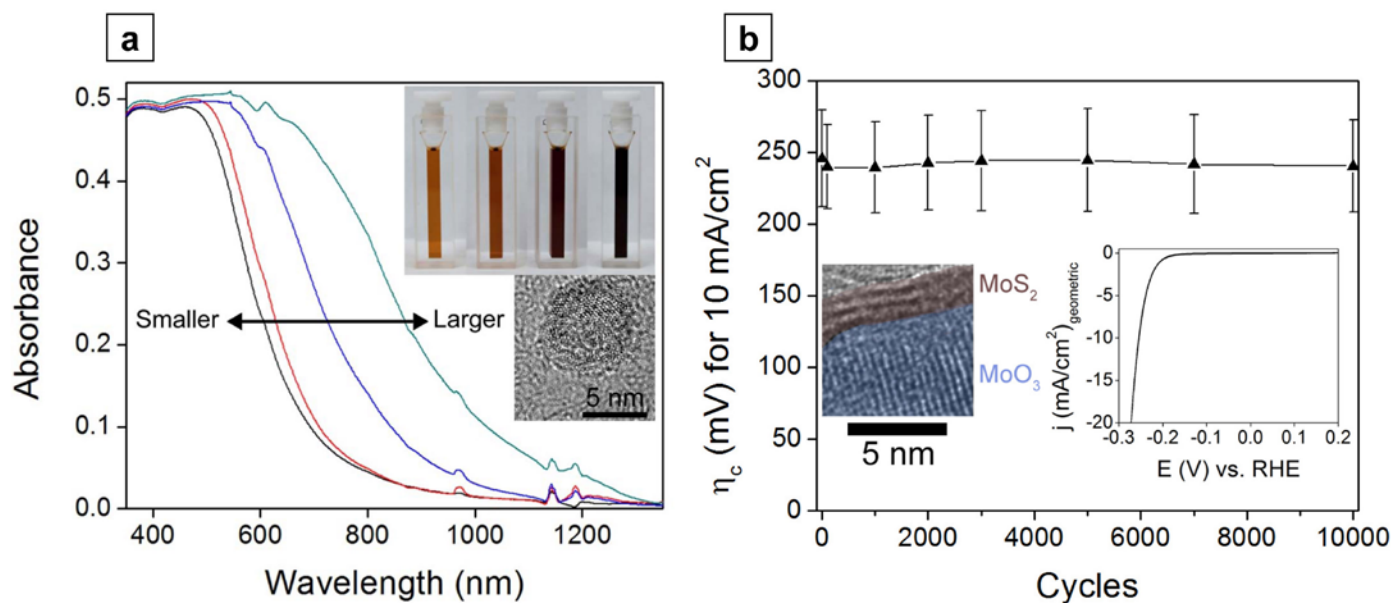 a
Absorbance
0.5
0.4
0.3
0.2
0.1
0.0
Smaller
Larger
5 nm
400
600
800
1000
1200
Wavelength (nm)
b
η_c (mV) for 10 mA/cm²
300
250
200
150
100
50
0
MoS₂
MoO₃
5 nm
j (mA/cm²)geometric
0
-5
-10
-15
-20
-0.3
-0.2
-0.1
0.0
0.1
0.2
E (V) vs. RHE
0
2000
4000
6000
8000
10000
Cycles